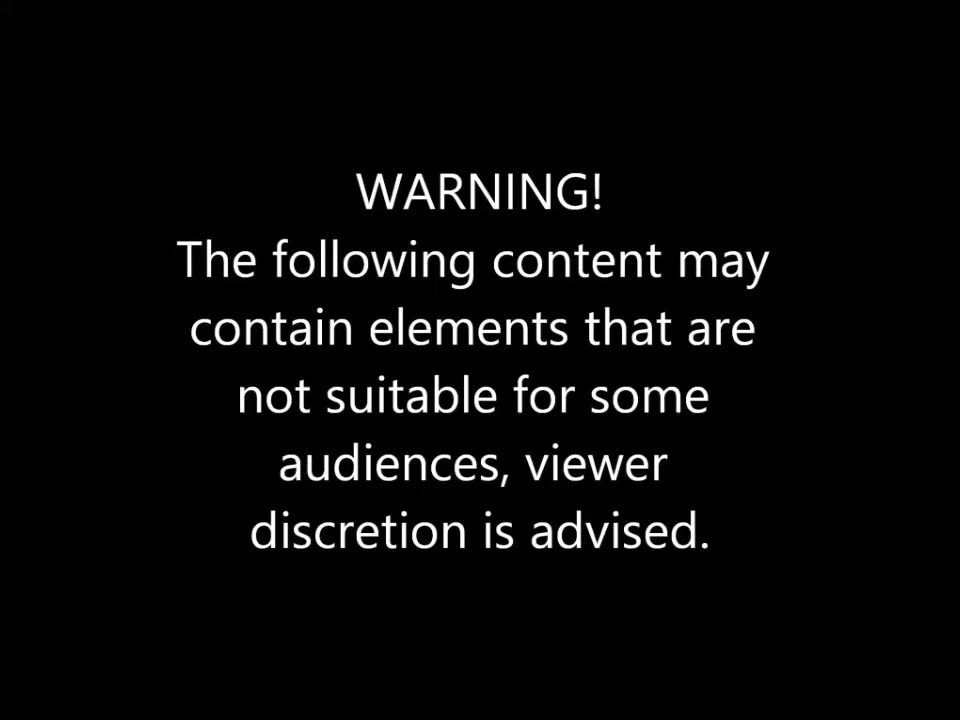 WARNING!
The following content may
contain elements that are
not suitable for some
audiences, viewer
discretion is advised.